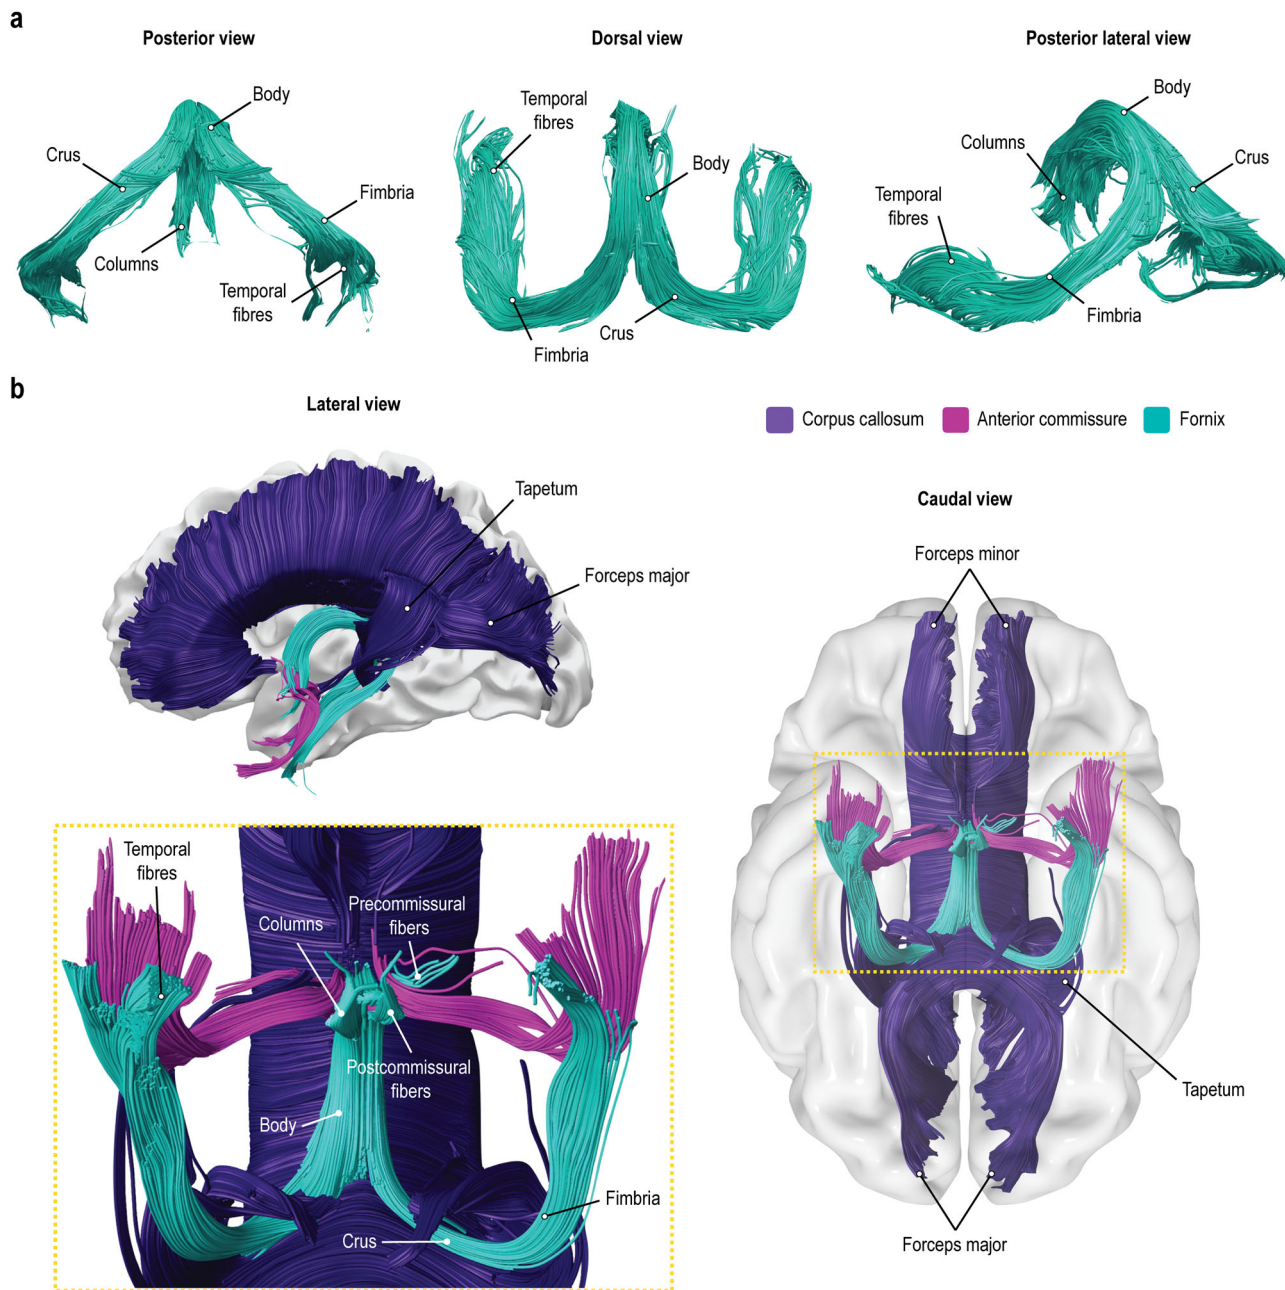 a
Posterior view
Body
Crus
Fimbria
Columns
Temporal
fibres
Dorsal view
Temporal
fibres
Body
Crus
Fimbria
Posterior lateral view
Body
Columns
Crus
Temporal
fibres
Fimbria
b
Lateral view
Tapetum
Forceps major
Corpus callosum
Anterior commissure
Fornix
Caudal view
Forceps minor
Tapetum
Forceps major
Temporal
fibres
Columns
Precommissural
fibers
Postcommissural
fibers
Body
Fimbria
Crus